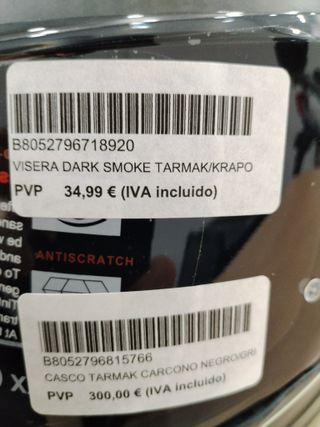 B8052796718920
VISERA DARK SMOKE TARMAK/KRAPO
PVP 34,99 € (IVA incluido)
ANTISCRATCH
B8052796815766
CASCO TARMAK CARCONO NEGRO/GRI
PVP 300,00 € (IVA incluido)